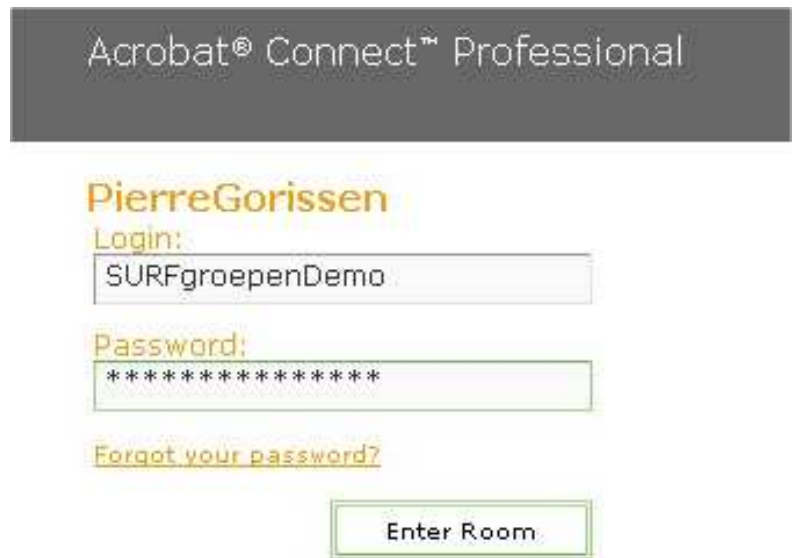 Acrobat® Connect™ Professional
PierreGorissen
Login:
SURFgroepenDemo
Password:
***************
Forgot your password?
Enter Room